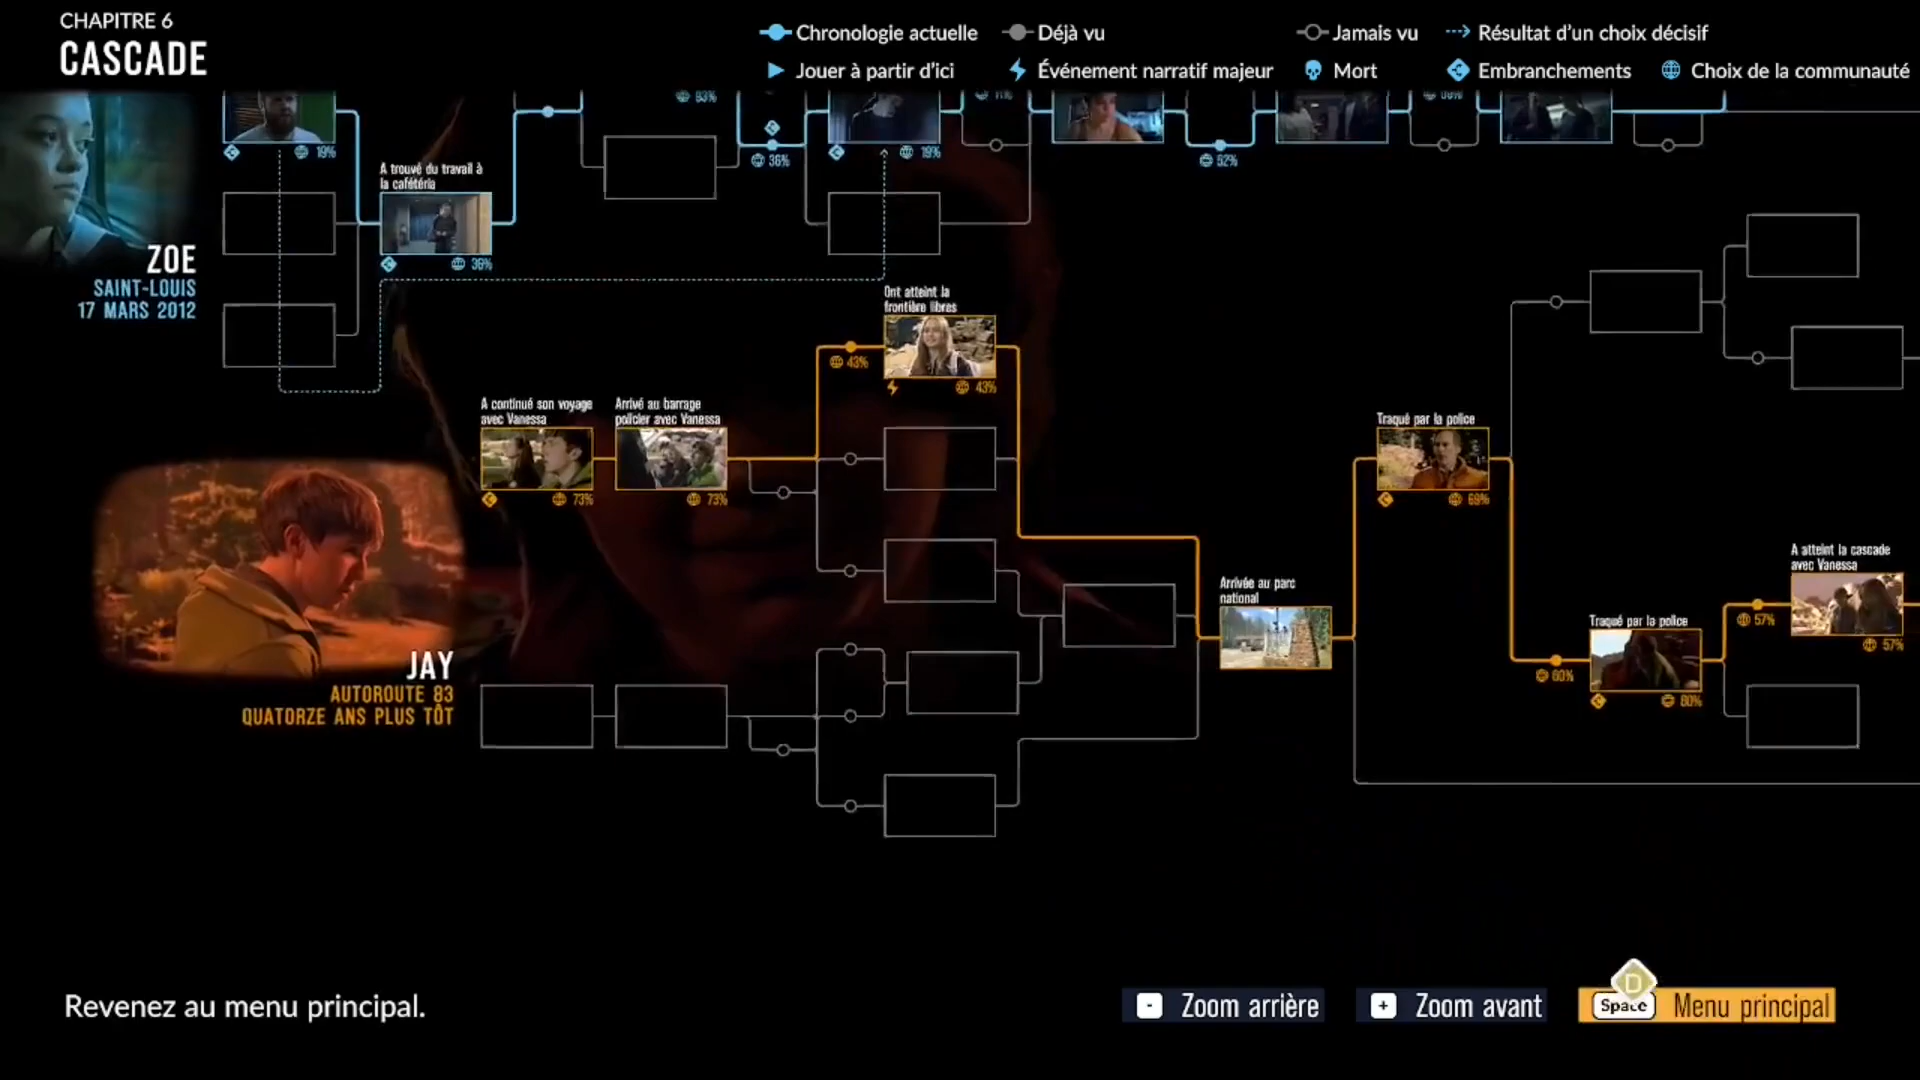 CHAPITRE 6
CASCADE
Chronologie actuelle
Déjà vu
Jamais vu
Résultat d'un choix décisif
Jouer à partir d'ici
Événement narratif majeur
Mort
Embranchements
Choix de la communauté
19%
A trouvé du travail à
la cafétéria
36%
36%
19%
52%
ZOE
SAINT-LOUIS
17 MARS 2012
Ont atteint la
frontière libres
43%
43%
A continué son voyage
avec Vanessa
73%
Arrivé au barrage
policier avec Vanessa
73%
Traqué par la police
69%
Arrivée au parc
national
A atteint la cascade
avec Vanessa
57%
57%
Traqué par la police
60%
60%
JAY
AUTOROUTE 83
QUATORZE ANS PLUS TÔT
Revenez au menu principal.
- Zoom arrière
+ Zoom avant
D
Space Menu principal